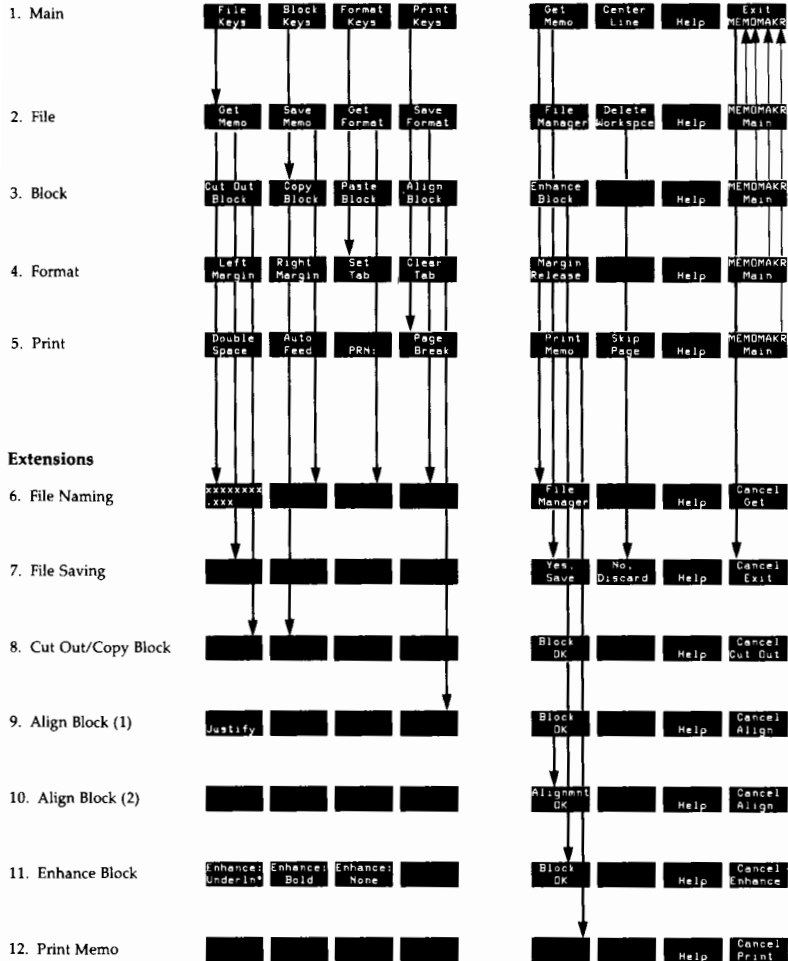 1. Main
File Keys
Block Keys
Format Keys
Print Keys
Get Memo
Center Line
Help
Exit MEMOMAKR
2. File
Get Memo
Save Memo
Get Format
Save Format
File Manager
Delete Workspce
Help
MEMOMAKR Main
3. Block
Cut Out Block
Copy Block
Paste Block
Align Block
Enhance Block
Help
MEMOMAKR Main
4. Format
Left Margin
Right Margin
Set Tab
Clear Tab
Margin Release
Help
MEMOMAKR Main
5. Print
Double Space
Auto Feed
PRN:
Page Break
Print Memo
Skip Page
Help
MEMOMAKR Main
Extensions
6. File Naming
xxxxxxxx .xxx
File Manager
Help
Cancel Get
7. File Saving
Yes, Save
No, Discard
Help
Cancel Exit
8. Cut Out/Copy Block
Block OK
Help
Cancel Cut Out
9. Align Block (1)
Justify
Block OK
Help
Cancel Align
10. Align Block (2)
Alignmnt OK
Help
Cancel Align
11. Enhance Block
Enhance: Underln*
Enhance: Bold
Enhance: None
Block OK
Help
Cancel Enhance
12. Print Memo
Help
Cancel Print